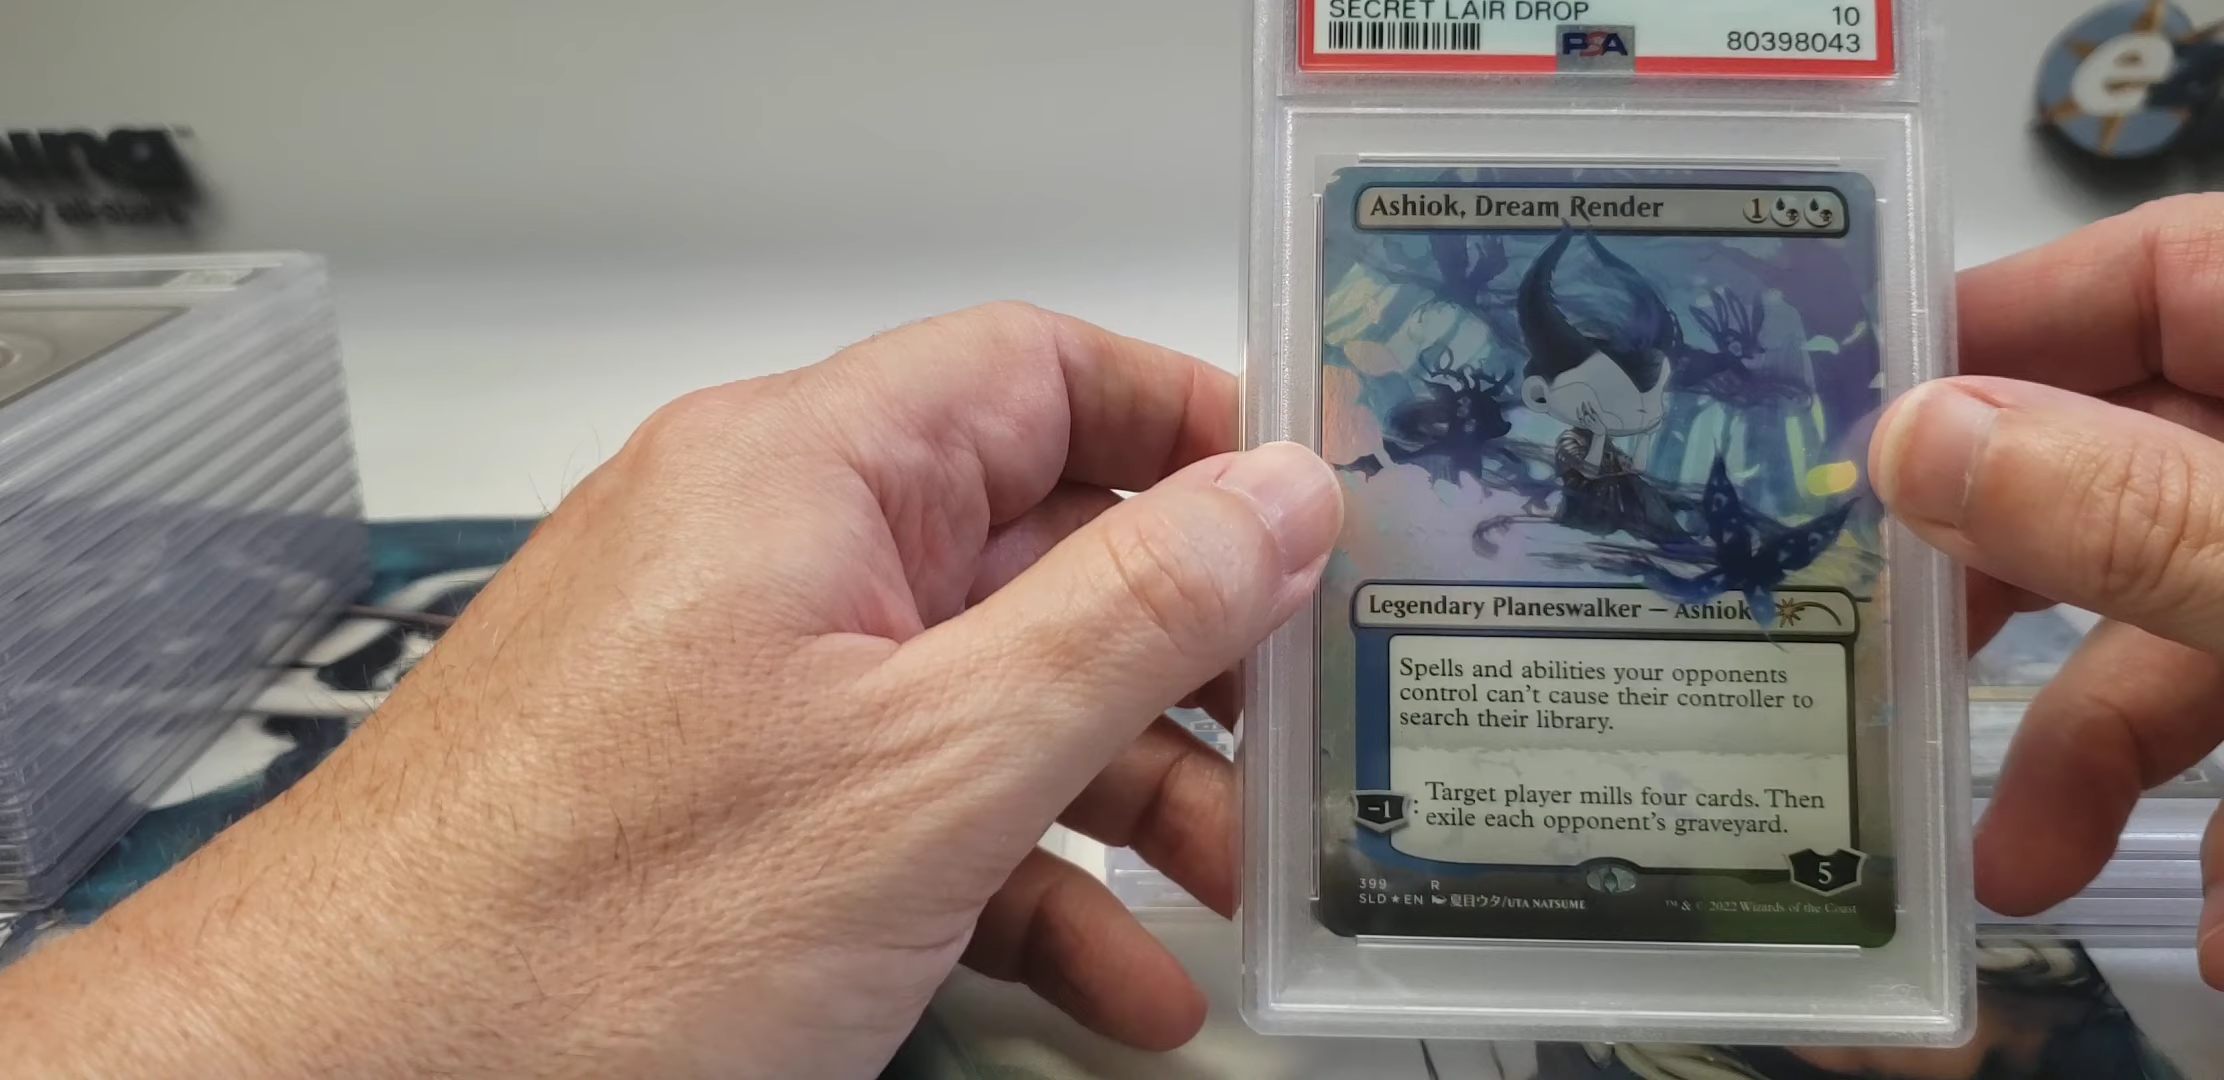 SECRET LAIR DROP
10
PSA
80398043
Ashiok, Dream Render
1
Legendary Planeswalker — Ashiok
Spells and abilities your opponents
control can't cause their controller to
search their library.
-1: Target player mills four cards. Then
exile each opponent's graveyard.
5
399 R
SLD★EN 夏目ウタ/UTA NATSUME
™ & © 2022 Wizards of the Coast
e